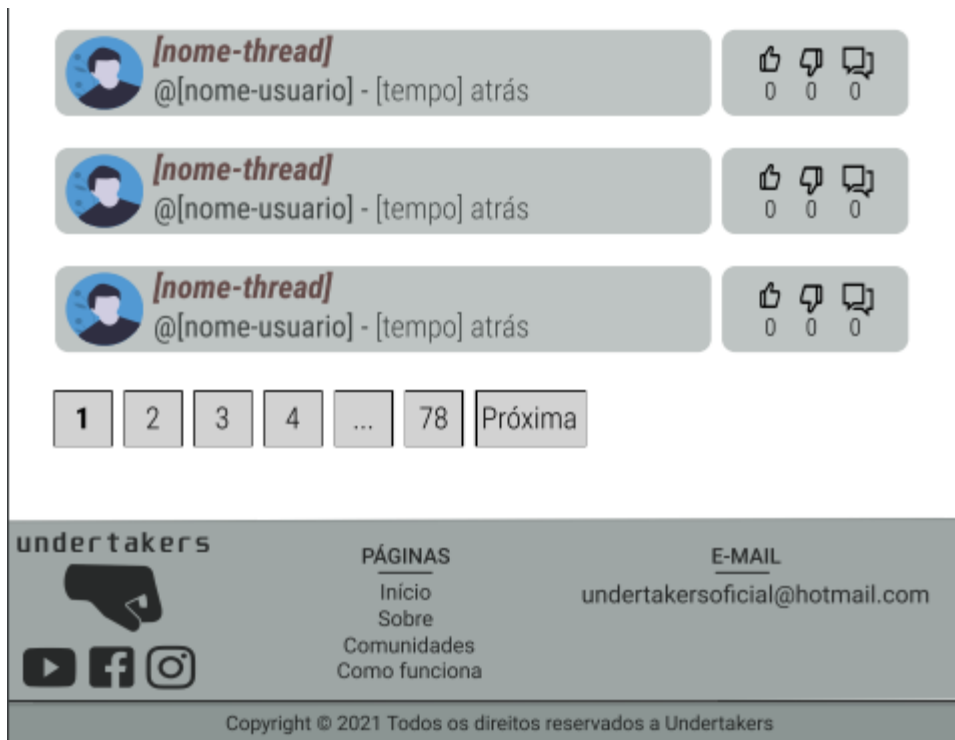 [nome-thread]
@[nome-usuario] - [tempo] atrás
0 0 0
[nome-thread]
@[nome-usuario] - [tempo] atrás
0 0 0
[nome-thread]
@[nome-usuario] - [tempo] atrás
0 0 0
1 2 3 4 ... 78 Próxima
undertakers
PÁGINAS
Início
Sobre
Comunidades
Como funciona
E-MAIL
undertakersoficial@hotmail.com
Copyright © 2021 Todos os direitos reservados a Undertakers